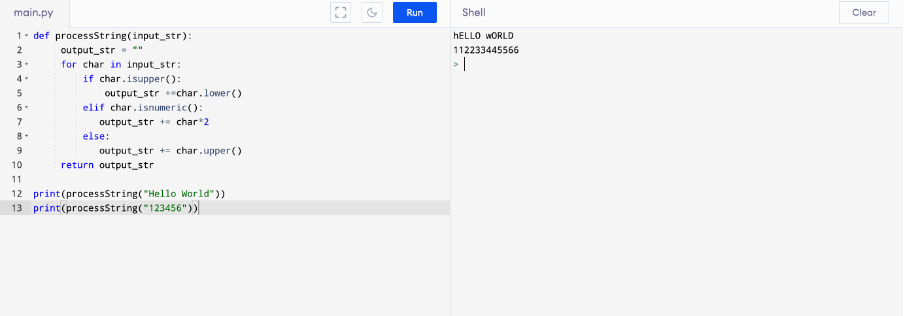 main.py
Run
Shell
Clear
1 def processString(input_str):
2     output_str = ""
3     for char in input_str:
4         if char.isupper():
5             output_str +=char.lower()
6         elif char.isnumeric():
7            output_str += char*2
8         else:
9            output_str += char.upper()
10     return output_str
11
12 print(processString("Hello World"))
13 print(processString("123456"))
hELLO wORLD
112233445566
>